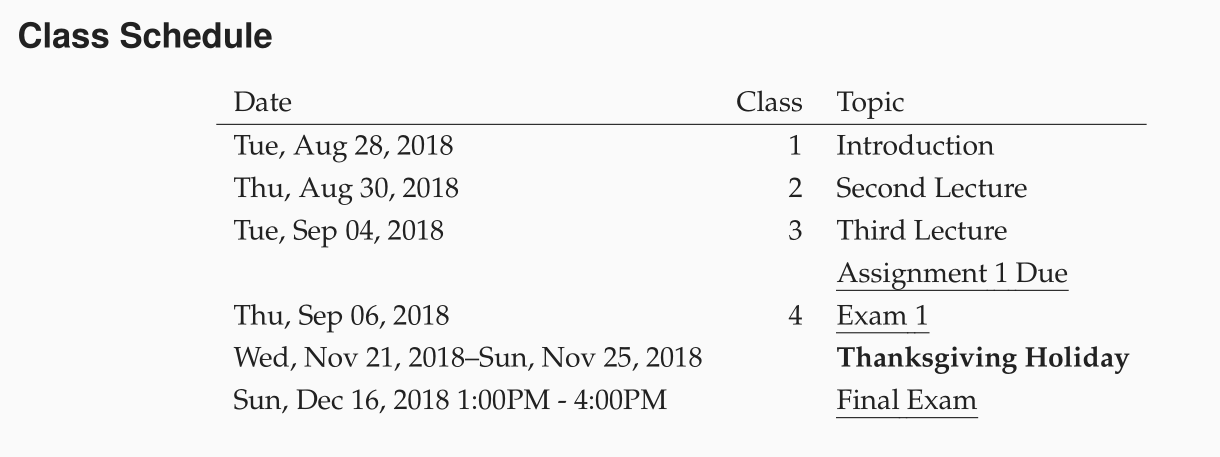 Class Schedule
Date Class Topic
Tue, Aug 28, 2018 1 Introduction
Thu, Aug 30, 2018 2 Second Lecture
Tue, Sep 04, 2018 3 Third Lecture
Assignment 1 Due
Thu, Sep 06, 2018 4 Exam 1
Wed, Nov 21, 2018–Sun, Nov 25, 2018 Thanksgiving Holiday
Sun, Dec 16, 2018 1:00PM - 4:00PM Final Exam